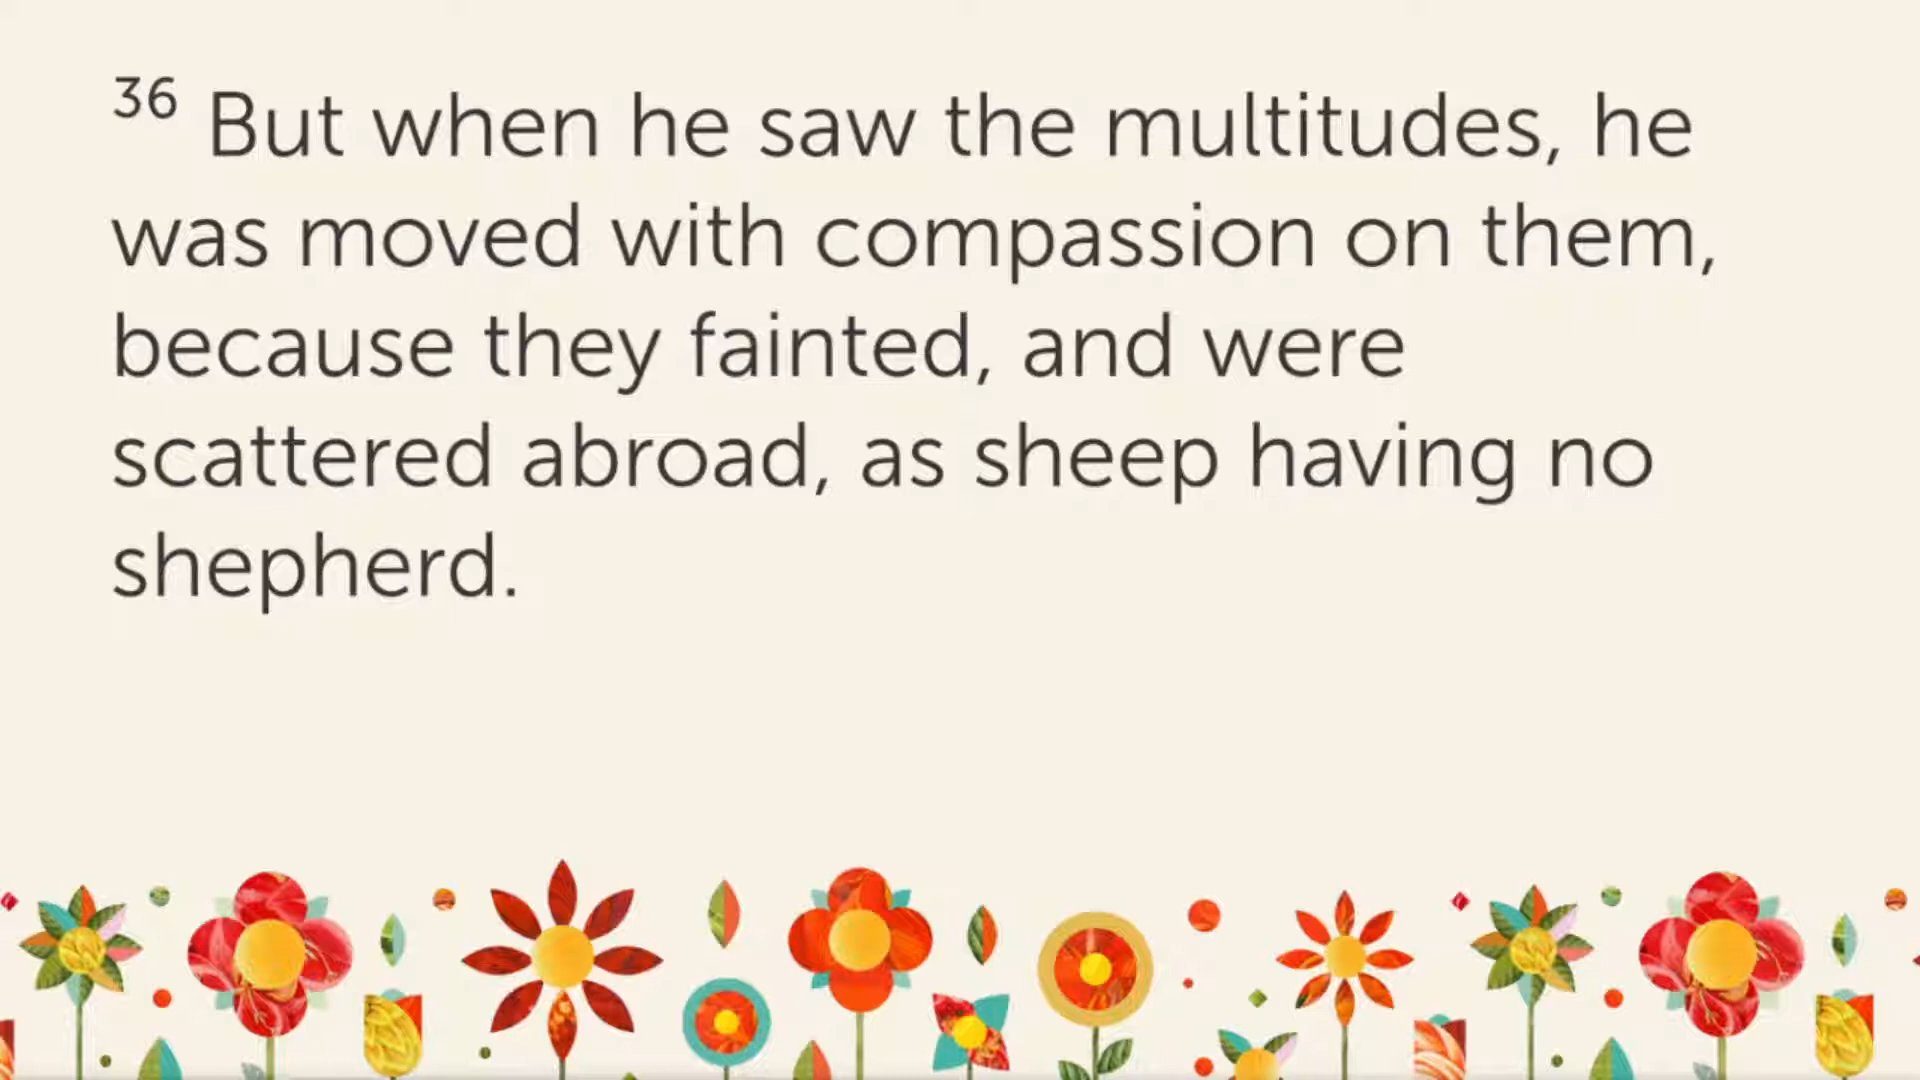 36 But when he saw the multitudes, he
was moved with compassion on them,
because they fainted, and were
scattered abroad, as sheep having no
shepherd.